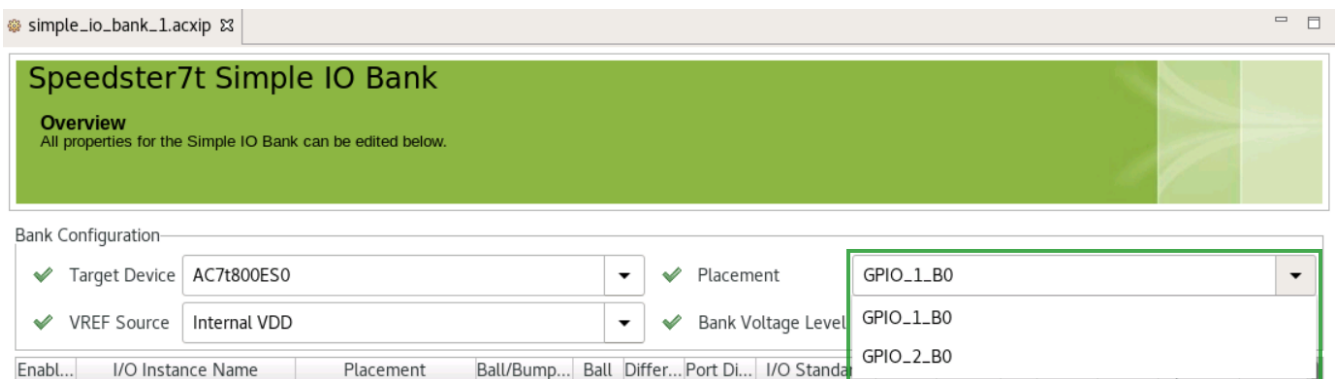 simple_io_bank_1.acxip
Speedster7t Simple IO Bank
Overview
All properties for the Simple IO Bank can be edited below.
Bank Configuration
Target Device AC7t800ES0 Placement GPIO_1_B0
GPIO_1_B0
VREF Source Internal VDD Bank Voltage Level
GPIO_2_B0
Enabl... I/O Instance Name Placement Ball/Bump... Ball Differ... Port Di... I/O Standa